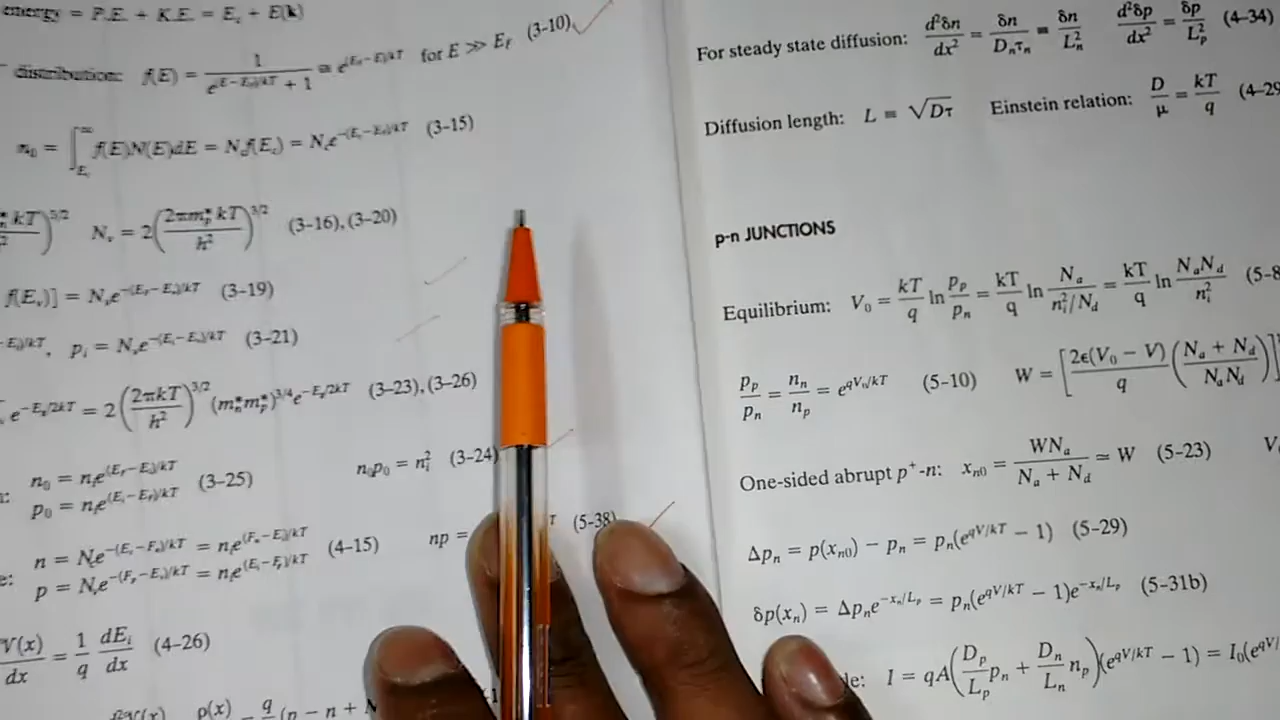 energy = P.E. + K.E. = E_c + E(k)
distribution: f(E) = 1 / (e^{(E−E_F)/kT} + 1) ≅ e^{(E_F−E)/kT} for E ≫ E_F (3–10)
n_0 = ∫_{E_c}^{∞} f(E)N(E)dE = N_c f(E_c) = N_c e^{−(E_c−E_F)/kT} (3–15)
kT)^{3/2} N_v = 2(2πm_p^* kT / h^2)^{3/2} (3–16), (3–20)
f(E_v)] = N_v e^{−(E_F−E_v)/kT} (3–19)
p_i = N_v e^{−(E_i−E_v)/kT} (3–21)
e^{−E_g/2kT} = 2(2πkT / h^2)^{3/2} (m_n^* m_p^*)^{3/4} e^{−E_g/2kT} (3–23), (3–26)
n_0 = n_i e^{(E_F−E_i)/kT}
p_0 = n_i e^{(E_i−E_F)/kT} (3–25) n_0 p_0 = n_i^2 (3–24)
n = N_c e^{−(E_c−F_n)/kT} = n_i e^{(F_n−E_i)/kT}
p = N_v e^{−(F_p−E_v)/kT} = n_i e^{(E_i−F_p)/kT} (4–15) np = (5–38)
V(x) / dx = 1/q dE_i/dx (4–26)
For steady state diffusion: d^2δn/dx^2 = δn/D_nτ_n ≡ δn/L_n^2 d^2δp/dx^2 = δp/L_p^2 (4–34)
Diffusion length: L ≡ √Dτ Einstein relation: D/μ = kT/q (4–29
p-n JUNCTIONS
Equilibrium: V_0 = kT/q ln p_p/p_n = kT/q ln N_a/(n_i^2/N_d) = kT/q ln N_aN_d/n_i^2 (5–8
p_p/p_n = n_n/n_p = e^{qV_0/kT} (5–10) W = [2ϵ(V_0 − V)/q (N_a + N_d / N_aN_d)]
One-sided abrupt p^+-n: x_{n0} = WN_a/(N_a + N_d) ≃ W (5–23) V
Δp_n = p(x_{n0}) − p_n = p_n(e^{qV/kT} − 1) (5–29)
δp(x_n) = Δp_n e^{−x_n/L_p} = p_n(e^{qV/kT} − 1)e^{−x_n/L_p} (5–31b)
I = qA(D_p/L_p p_n + D_n/L_n n_p)(e^{qV/kT} − 1) = I_0(e^{qV/